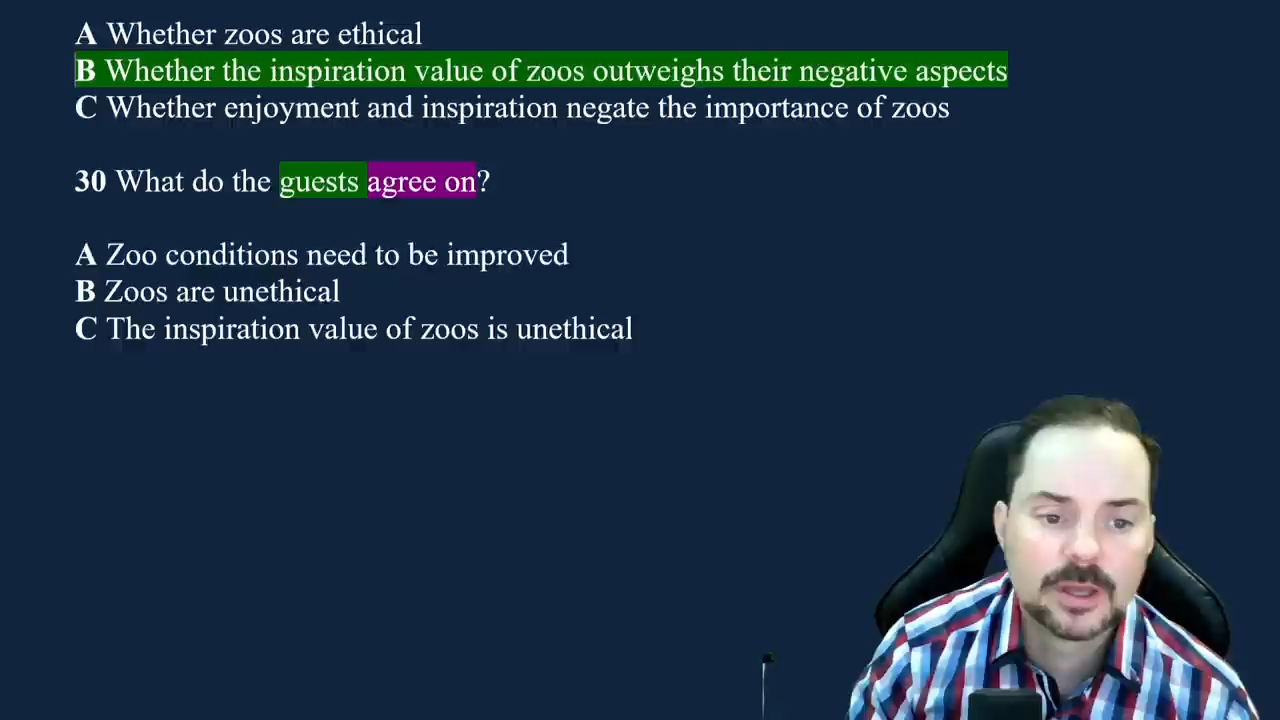 A Whether zoos are ethical
B Whether the inspiration value of zoos outweighs their negative aspects
C Whether enjoyment and inspiration negate the importance of zoos
30 What do the guests agree on?
A Zoo conditions need to be improved
B Zoos are unethical
C The inspiration value of zoos is unethical